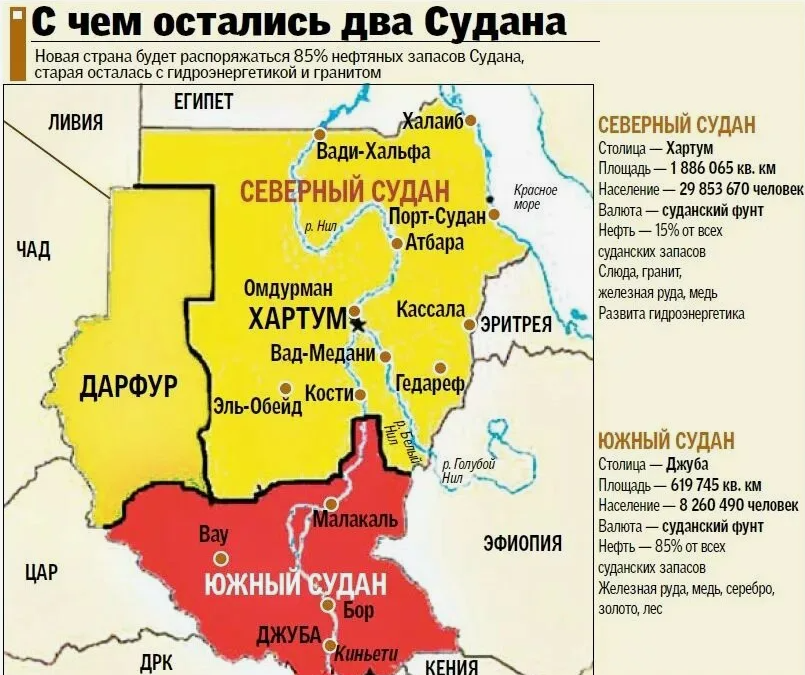 С чем остались два Судана
Новая страна будет распоряжаться 85% нефтяных запасов Судана,
старая осталась с гидроэнергетикой и гранитом
ЕГИПЕТ
ЛИВИЯ
Халаиб
Вади-Хальфа
СЕВЕРНЫЙ СУДАН
Красное
море
Порт-Судан
р. Нил
Атбара
ЧАД
Омдурман
ХАРТУМ
Кассала
ЭРИТРЕЯ
Вад-Медани
ДАРФУР
Гедареф
Эль-Обейд
Кости
р. Белый
Нил
р. Голубой
Нил
Малакаль
Вау
ЭФИОПИЯ
ЦАР
ЮЖНЫЙ СУДАН
Бор
ДЖУБА
Киньети
ДРК
КЕНИЯ
СЕВЕРНЫЙ СУДАН
Столица — Хартум
Площадь — 1 886 065 кв. км
Население — 29 853 670 человек
Валюта — суданский фунт
Нефть — 15% от всех
суданских запасов
Слюда, гранит,
железная руда, медь
Развита гидроэнергетика
ЮЖНЫЙ СУДАН
Столица — Джуба
Площадь — 619 745 кв. км
Население — 8 260 490 человек
Валюта — суданский фунт
Нефть — 85% от всех
суданских запасов
Железная руда, медь, серебро,
золото, лес